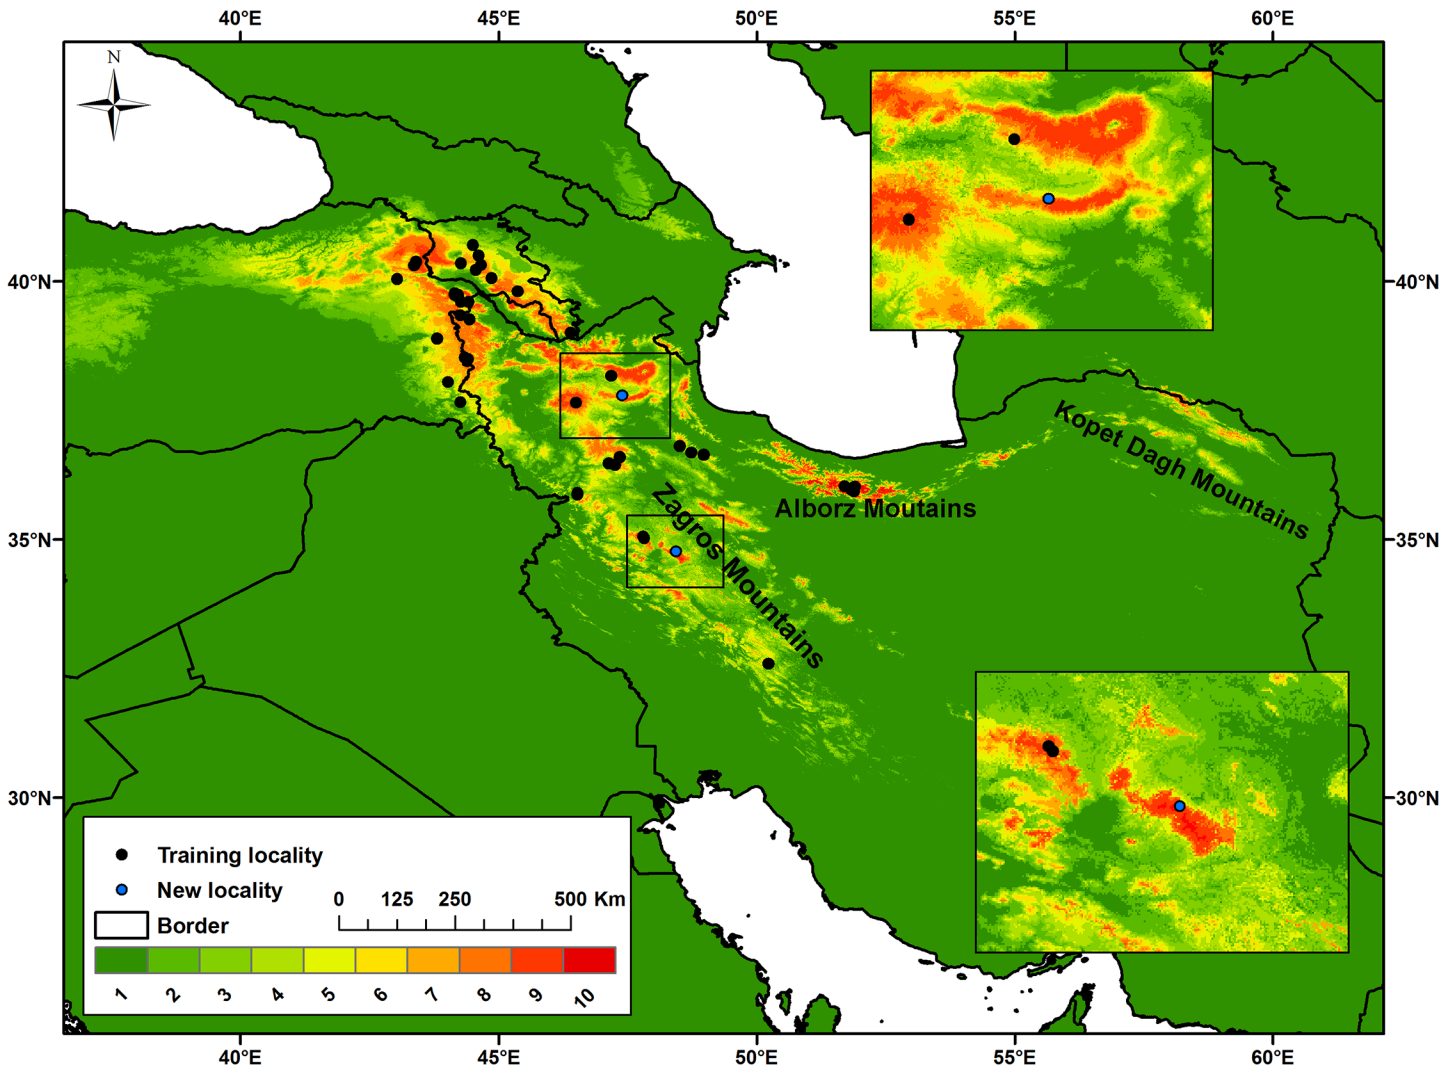 40°E 45°E 50°E 55°E 60°E
N
40°N 40°N
Kopet Dagh Mountains
Alborz Moutains
Zagros Mountains
35°N 35°N
30°N 30°N
Training locality
New locality
0 125 250 500 Km
Border
1 2 3 4 5 6 7 8 9 10
40°E 45°E 50°E 55°E 60°E